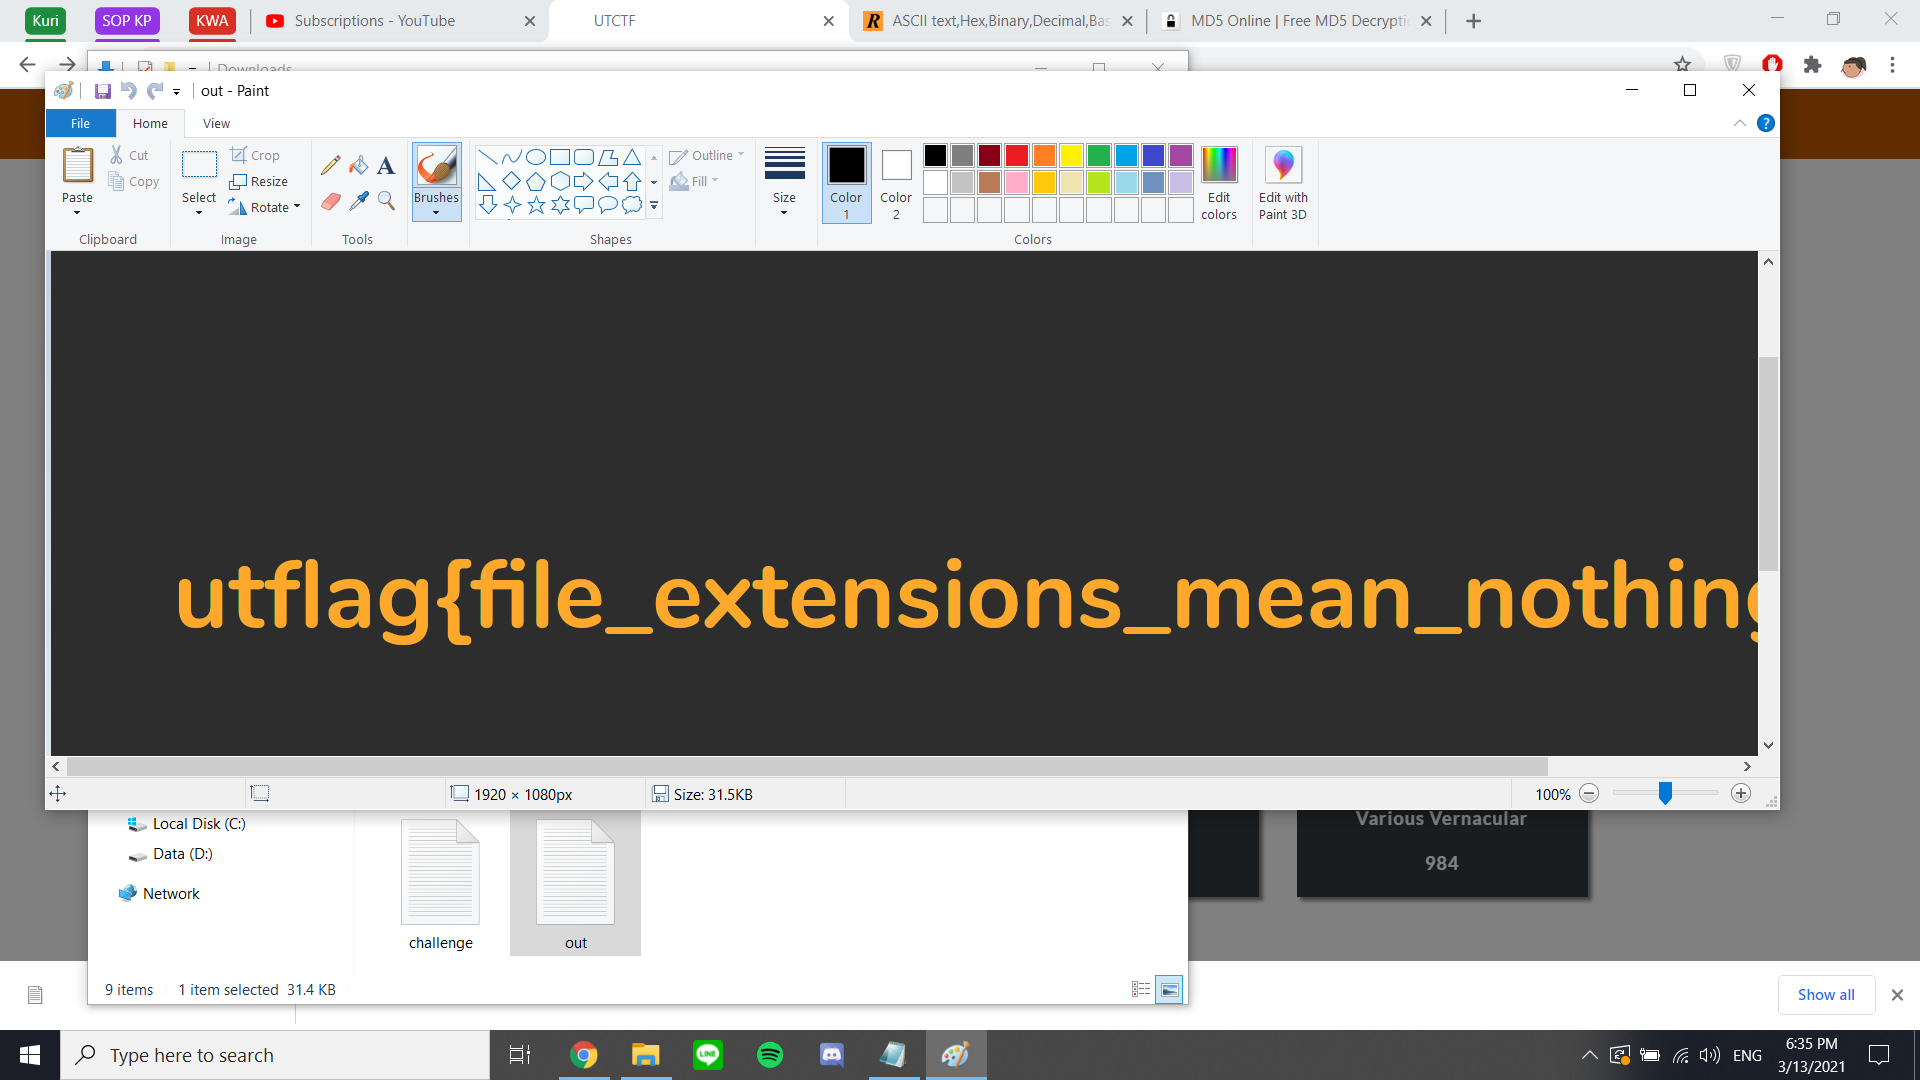 Kuri SOP KP KWA Subscriptions - YouTube UTCTF ASCII text,Hex,Binary,Decimal,Bas MD5 Online | Free MD5 Decrypti
Downloads
out - Paint
File Home View
Cut Crop Outline
Copy Resize Fill
Paste Select Rotate Brushes Size Color 1 Color 2 Edit colors Edit with Paint 3D
Clipboard Image Tools Shapes Colors
utflag{file_extensions_mean_nothing
1920 × 1080px Size: 31.5KB 100%
Local Disk (C:) Various Vernacular
Data (D:) 984
Network
challenge out
9 items 1 item selected 31.4 KB
Show all
Type here to search LINE ENG 6:35 PM
3/13/2021